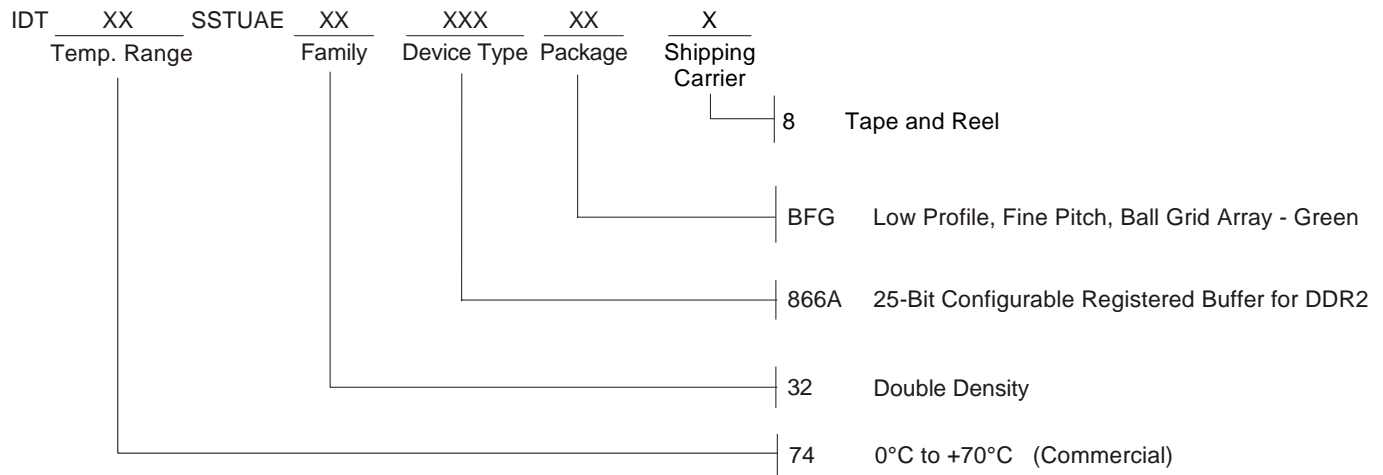 IDT XX SSTUAE XX XXX XX X
Temp. Range Family Device Type Package Shipping
Carrier
8 Tape and Reel
BFG Low Profile, Fine Pitch, Ball Grid Array - Green
866A 25-Bit Configurable Registered Buffer for DDR2
32 Double Density
74 0°C to +70°C (Commercial)